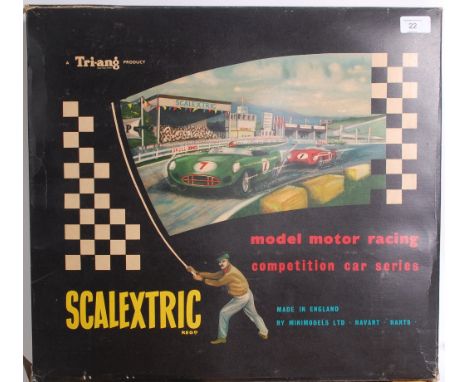 22
A Tri-ang PRODUCT
SCALEXTRIC
7
7
model motor racing
competition car series
SCALEXTRIC
REGD
MADE IN ENGLAND
BY MINIMODELS LTD · HAVANT · HANTS ·